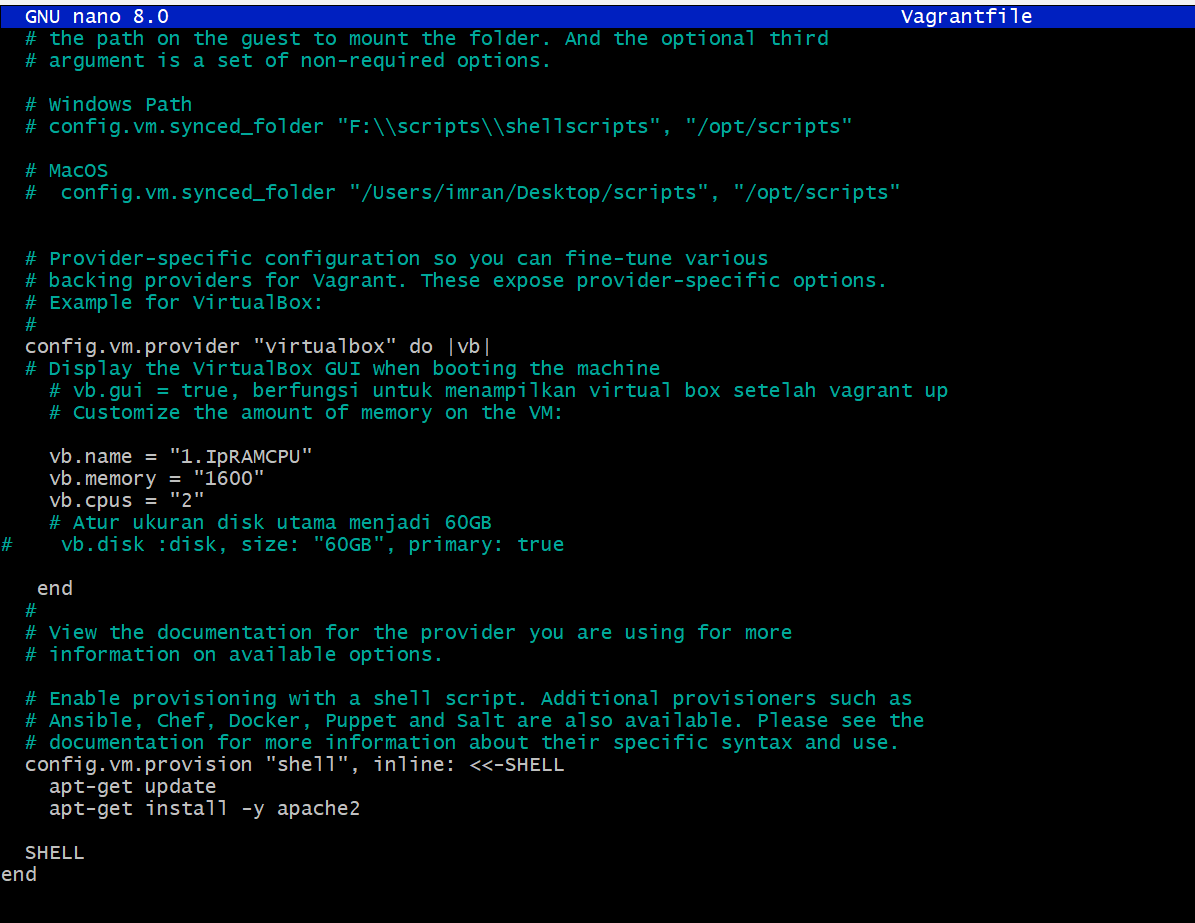 GNU nano 8.0 Vagrantfile
# the path on the guest to mount the folder. And the optional third
# argument is a set of non-required options.
# Windows Path
# config.vm.synced_folder "F:\\scripts\\shellscripts", "/opt/scripts"
# MacOS
#  config.vm.synced_folder "/Users/imran/Desktop/scripts", "/opt/scripts"
# Provider-specific configuration so you can fine-tune various
# backing providers for Vagrant. These expose provider-specific options.
# Example for VirtualBox:
#
config.vm.provider "virtualbox" do |vb|
# Display the VirtualBox GUI when booting the machine
# vb.gui = true, berfungsi untuk menampilkan virtual box setelah vagrant up
# Customize the amount of memory on the VM:
vb.name = "1.IpRAMCPU"
vb.memory = "1600"
vb.cpus = "2"
# Atur ukuran disk utama menjadi 60GB
#    vb.disk :disk, size: "60GB", primary: true
end
#
# View the documentation for the provider you are using for more
# information on available options.
# Enable provisioning with a shell script. Additional provisioners such as
# Ansible, Chef, Docker, Puppet and Salt are also available. Please see the
# documentation for more information about their specific syntax and use.
config.vm.provision "shell", inline: <<-SHELL
apt-get update
apt-get install -y apache2
SHELL
end